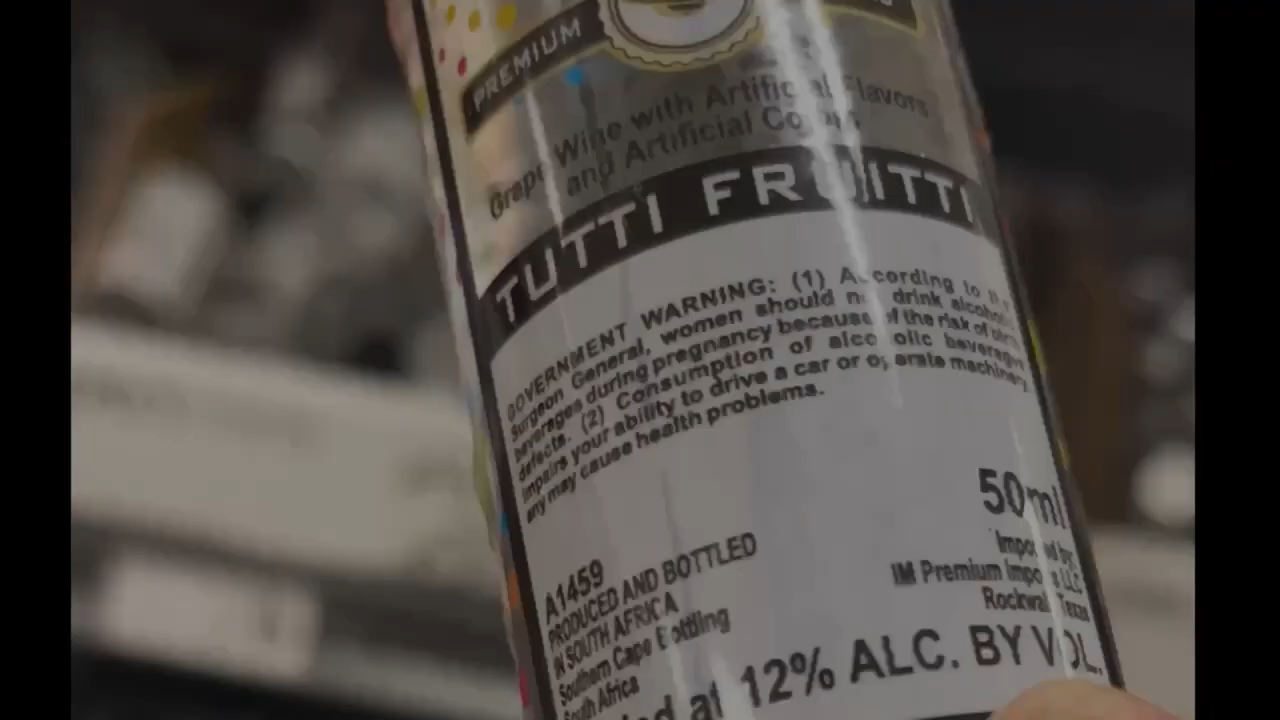 PREMIUM
Grape Wine with Artificial Flavors
and Artificial Colors
TUTTI FRUITTI
GOVERNMENT WARNING: (1) According to the
Surgeon General, women should not drink alcoholic
beverages during pregnancy because of the risk of birth
defects. (2) Consumption of alcoholic beverages
impairs your ability to drive a car or operate machinery,
any may cause health problems.
50ml
Imported by:
IM Premium Imports LLC
Rockwall Texas
A1459
PRODUCED AND BOTTLED
IN SOUTH AFRICA
Southern Cape Bottling
South Africa
at 12% ALC. BY VOL.